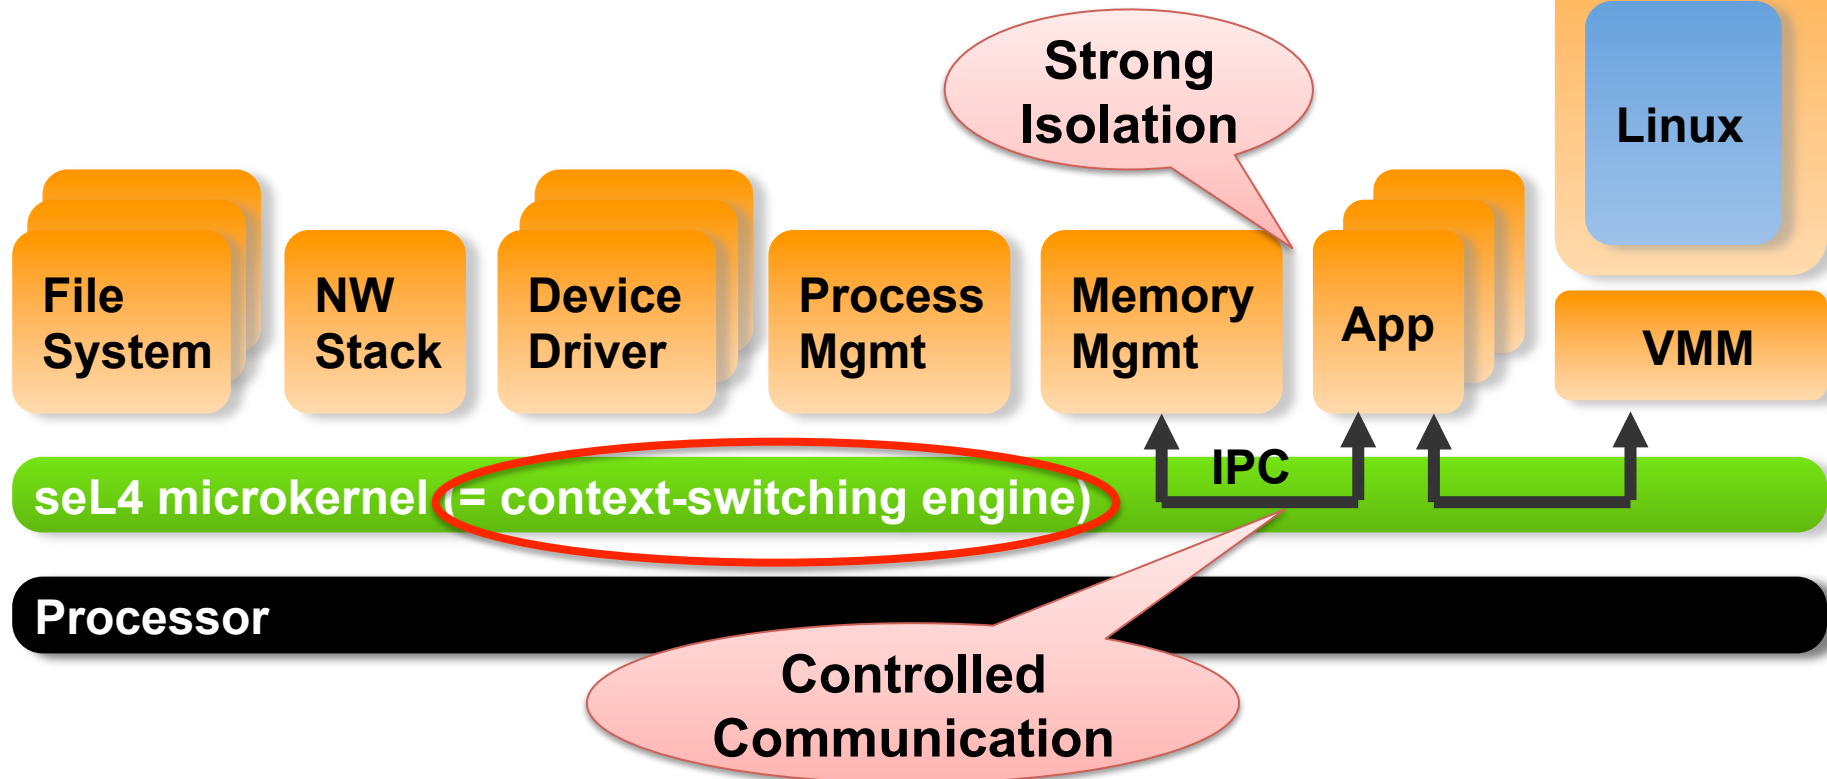 Strong
Isolation
Linux
File
System
NW
Stack
Device
Driver
Process
Mgmt
Memory
Mgmt
App
VMM
IPC
seL4 microkernel (= context-switching engine)
Processor
Controlled
Communication